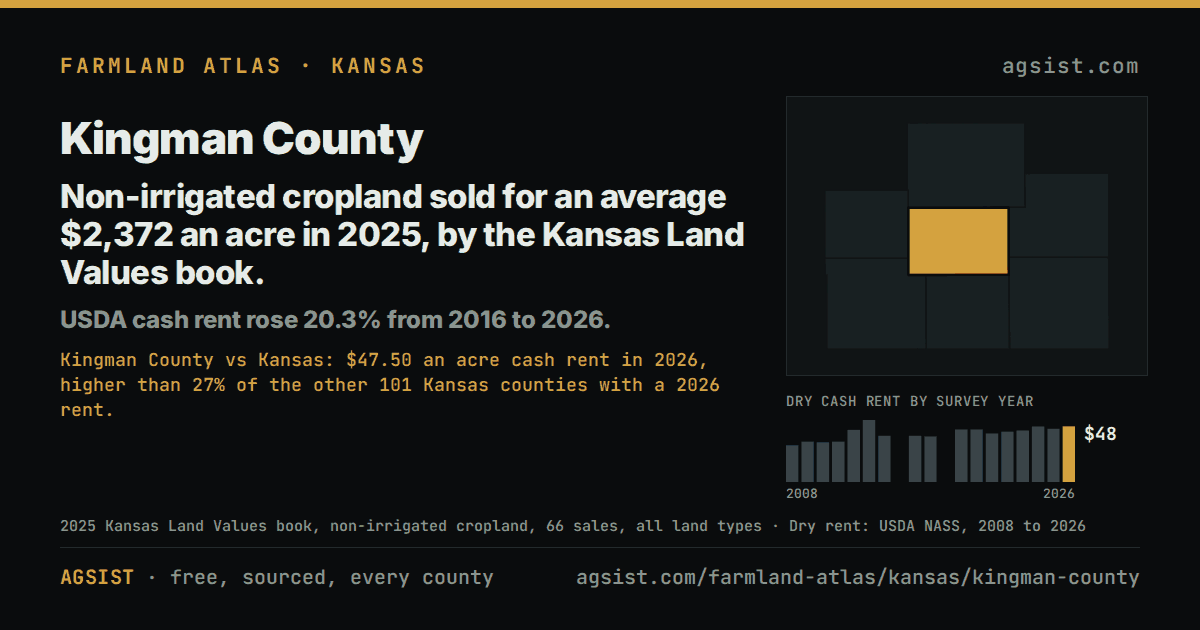 FARMLAND ATLAS · KANSAS
agsist.com
Kingman County
Non-irrigated cropland sold for an average
$2,372 an acre in 2025, by the Kansas Land
Values book.
USDA cash rent rose 20.3% from 2016 to 2026.
Kingman County vs Kansas: $47.50 an acre cash rent in 2026,
higher than 27% of the other 101 Kansas counties with a 2026
rent.
DRY CASH RENT BY SURVEY YEAR
$48
2008
2026
2025 Kansas Land Values book, non-irrigated cropland, 66 sales, all land types · Dry rent: USDA NASS, 2008 to 2026
AGSIST · free, sourced, every county
agsist.com/farmland-atlas/kansas/kingman-county